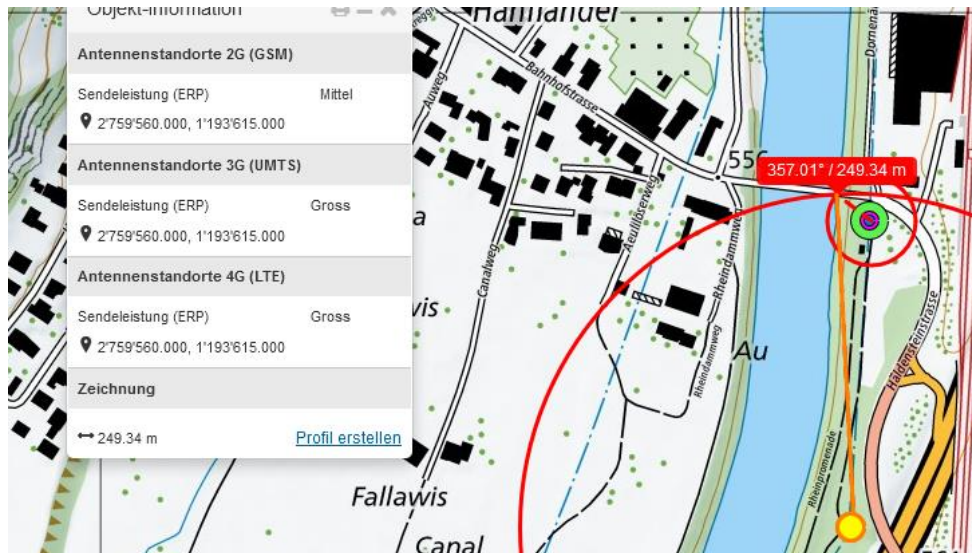 Objekt-Information
Antennenstandorte 2G (GSM)
Sendeleistung (ERP) Mittel
2'759'560.000, 1'193'615.000
Antennenstandorte 3G (UMTS)
Sendeleistung (ERP) Gross
2'759'560.000, 1'193'615.000
Antennenstandorte 4G (LTE)
Sendeleistung (ERP) Gross
2'759'560.000, 1'193'615.000
Zeichnung
249.34 m Profil erstellen
Bahnhofstrasse
Auweg
556
357.01° / 249.34 m
Aeulilöserweg
Canalweg
Rheindammweg
Au
Rheindammweg
Haldensteinstrasse
Rheinpromenade
Fallawis
Canal